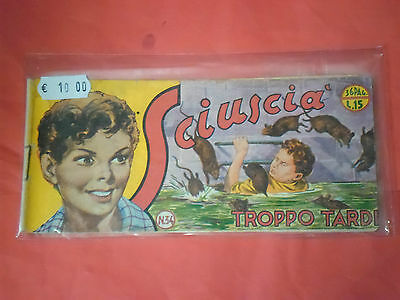 € 10 00
Sciuscià
36 PAG.
L.15
N.34
TROPPO TARDI